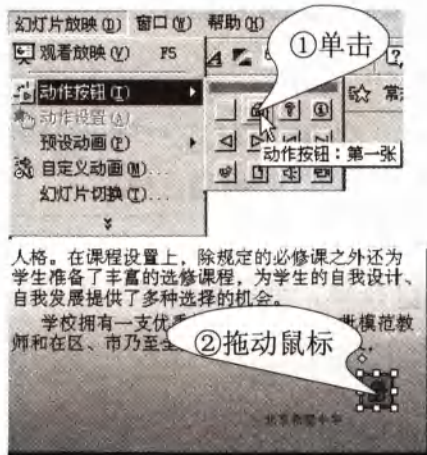 幻灯片放映(D) 窗口(W) 帮助(H)
观看放映(V) F5
①单击
动作按钮(I)
动作设置(A)
预设动画(P)
动作按钮：第一张
自定义动画(M)...
幻灯片切换(T)...
人格。在课程设置上，除规定的必修课之外还为
学生准备了丰富的选修课程，为学生的自我设计、
自我发展提供了多种选择的机会。
学校拥有一支优 批模范教
师和在区、市乃至全
②拖动鼠标